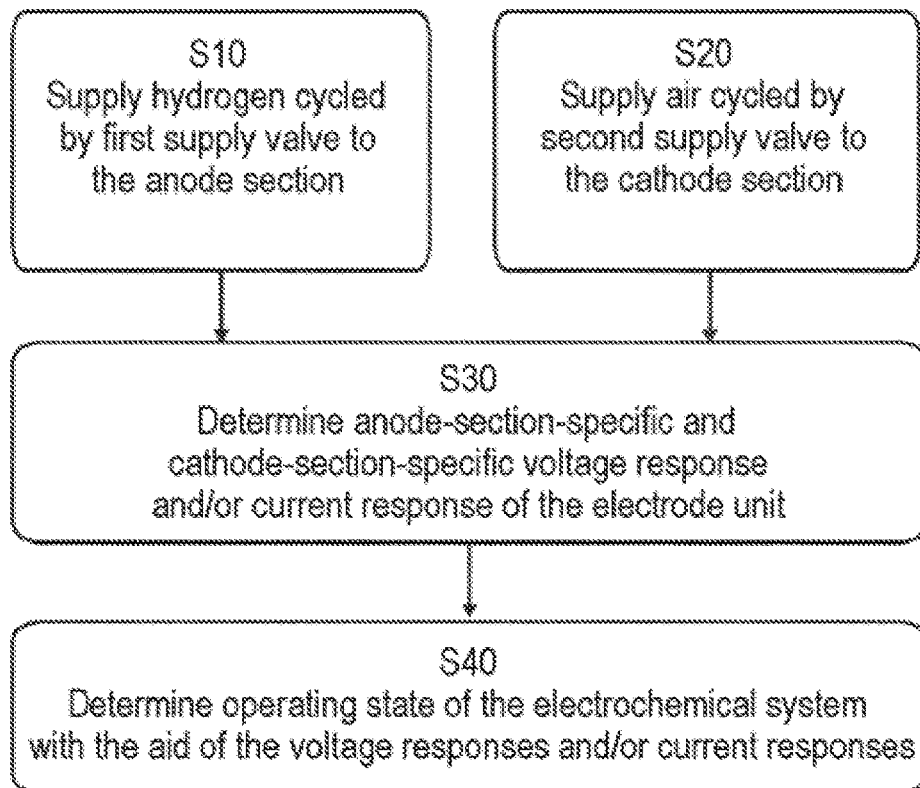 S10
Supply hydrogen cycled
by first supply valve to
the anode section
S20
Supply air cycled by
second supply valve to
the cathode section
S30
Determine anode-section-specific and
cathode-section-specific voltage response
and/or current response of the electrode unit
S40
Determine operating state of the electrochemical system
with the aid of the voltage responses and/or current responses